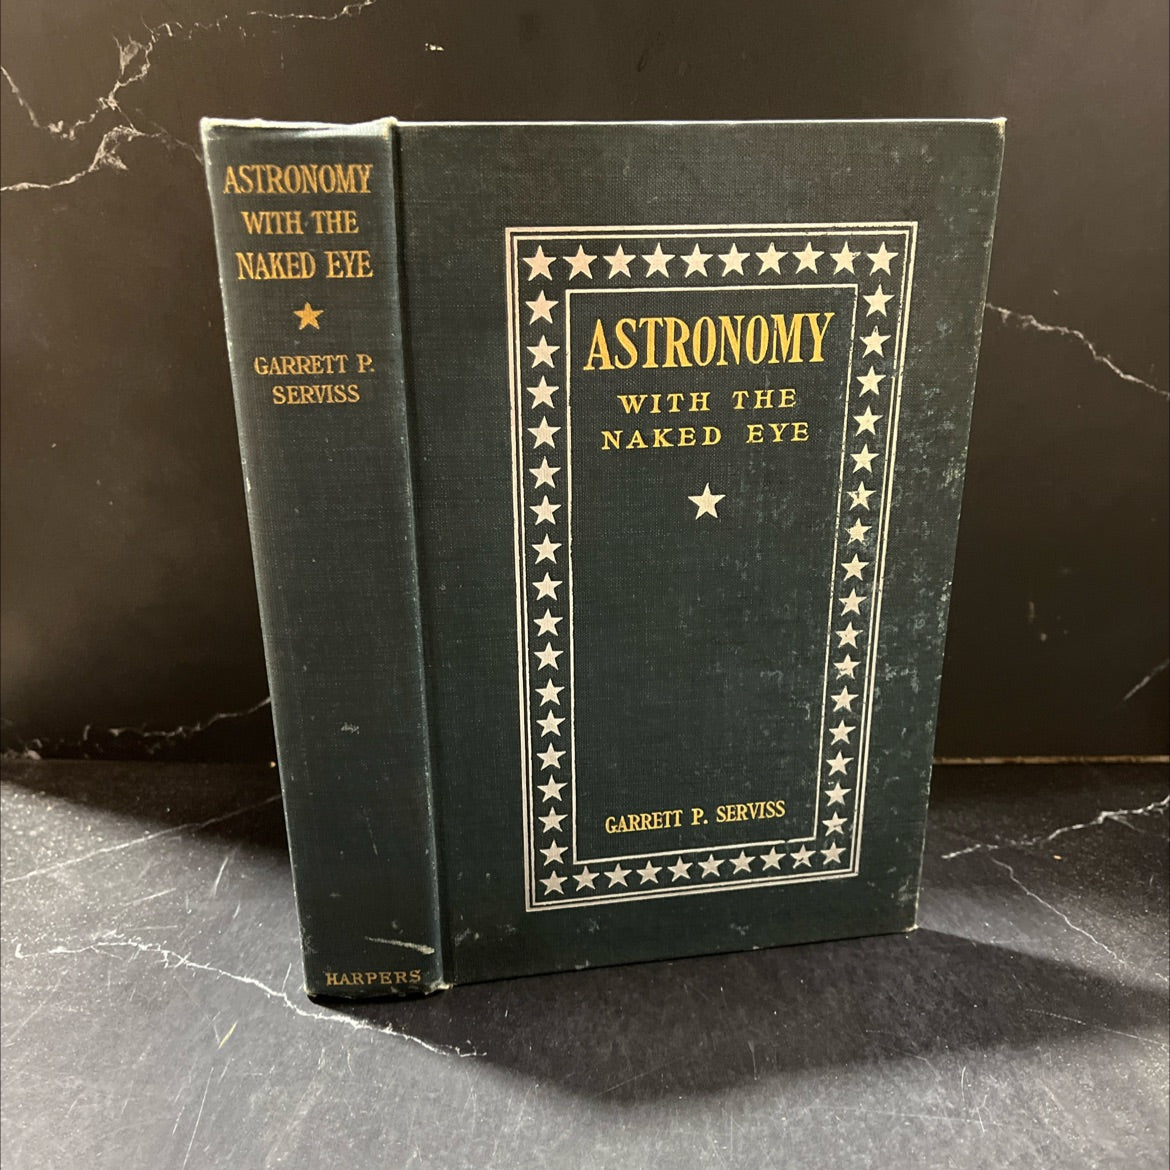 ASTRONOMY
WITH THE
NAKED EYE
GARRETT P.
SERVISS
HARPERS
ASTRONOMY
WITH THE
NAKED EYE
GARRETT P. SERVISS